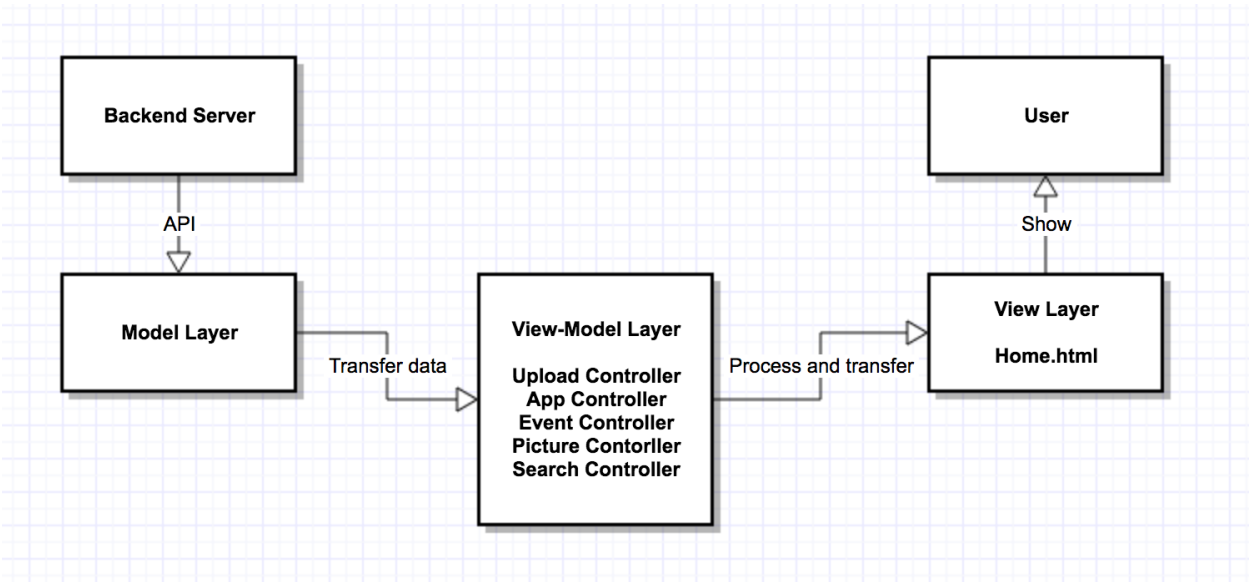 Backend Server
User
API
Show
Model Layer
Transfer data
View-Model Layer
Upload Controller
App Controller
Event Controller
Picture Contorller
Search Controller
Process and transfer
View Layer
Home.html